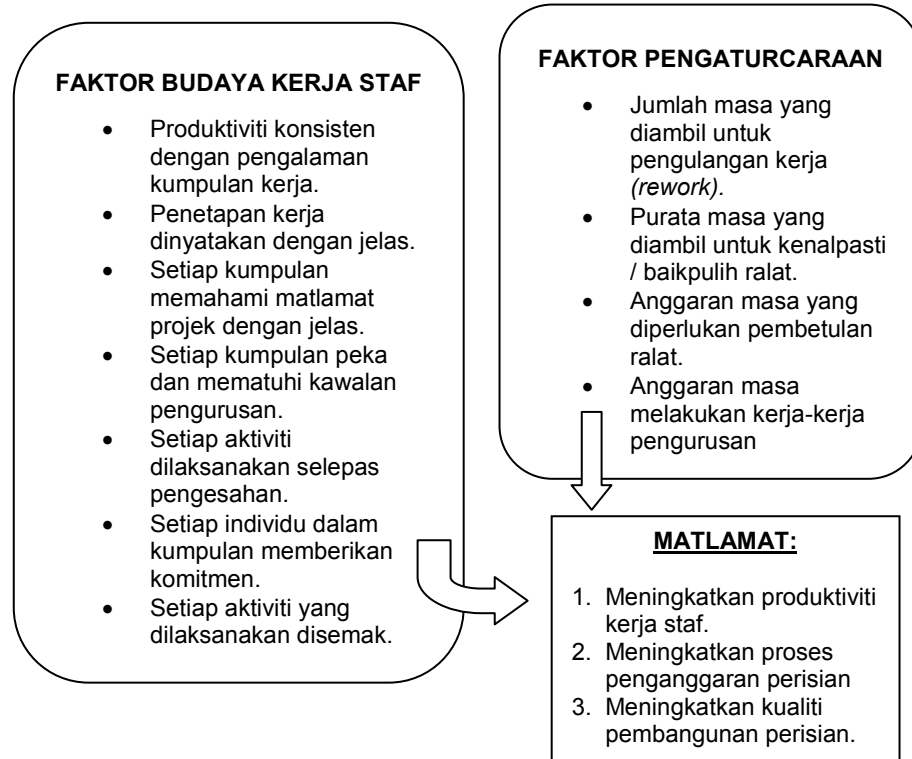 FAKTOR BUDAYA KERJA STAF
• Produktiviti konsisten
dengan pengalaman
kumpulan kerja.
• Penetapan kerja
dinyatakan dengan jelas.
• Setiap kumpulan
memahami matlamat
projek dengan jelas.
• Setiap kumpulan peka
dan mematuhi kawalan
pengurusan.
• Setiap aktiviti
dilaksanakan selepas
pengesahan.
• Setiap individu dalam
kumpulan memberikan
komitmen.
• Setiap aktiviti yang
dilaksanakan disemak.
FAKTOR PENGATURCARAAN
• Jumlah masa yang
diambil untuk
pengulangan kerja
(rework).
• Purata masa yang
diambil untuk kenalpasti
/ baikpulih ralat.
• Anggaran masa yang
diperlukan pembetulan
ralat.
• Anggaran masa
melakukan kerja-kerja
pengurusan
MATLAMAT:
1. Meningkatkan produktiviti
kerja staf.
2. Meningkatkan proses
penganggaran perisian
3. Meningkatkan kualiti
pembangunan perisian.